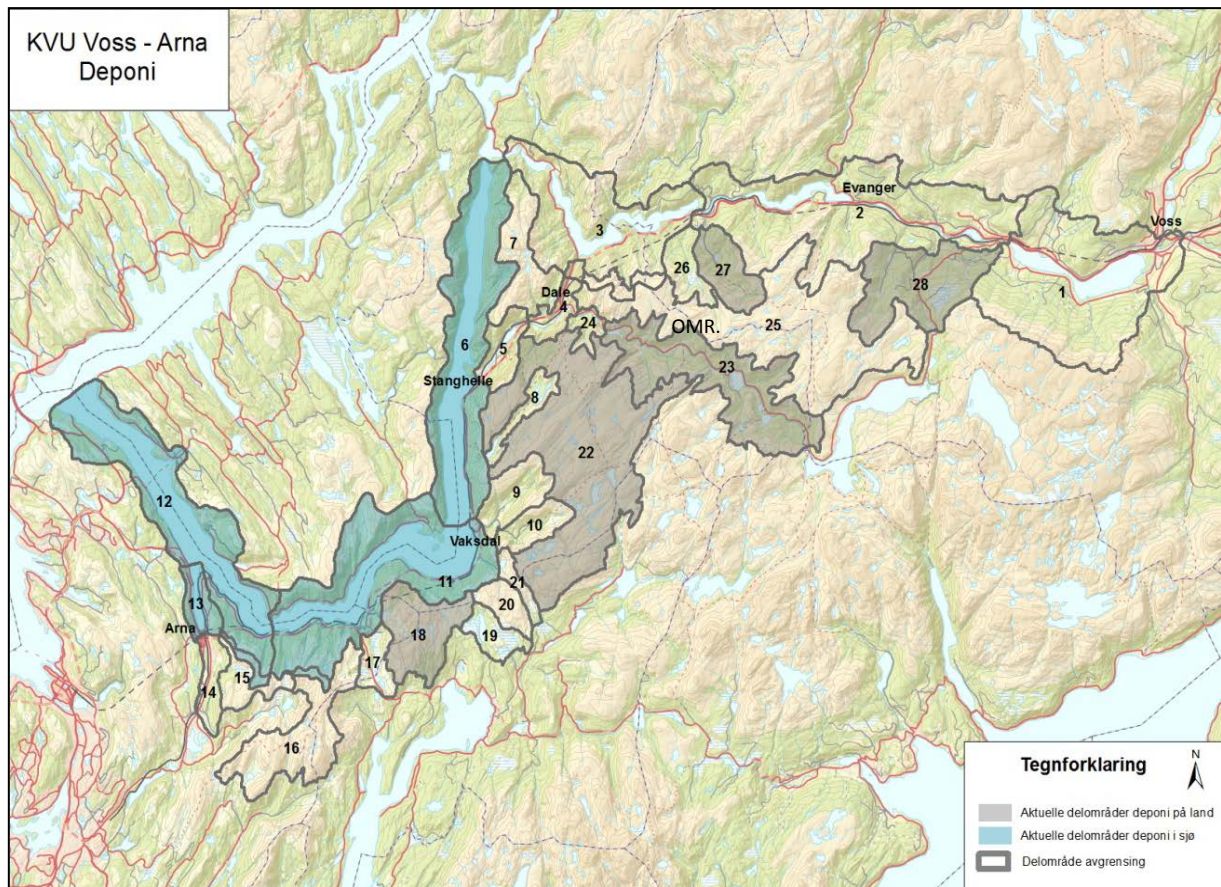 KVU Voss - Arna
Deponi
Evanger
2
Voss
3
7
26
27
28
1
Dale
4
24
OMR.
25
6
5
Stanghelle
23
8
22
12
9
10
Vaksdal
11
21
13
20
Arna
18
19
17
15
14
16
Tegnforklaring
N
Aktuelle delområder deponi på land
Aktuelle delområder deponi i sjø
Delområde avgrensing